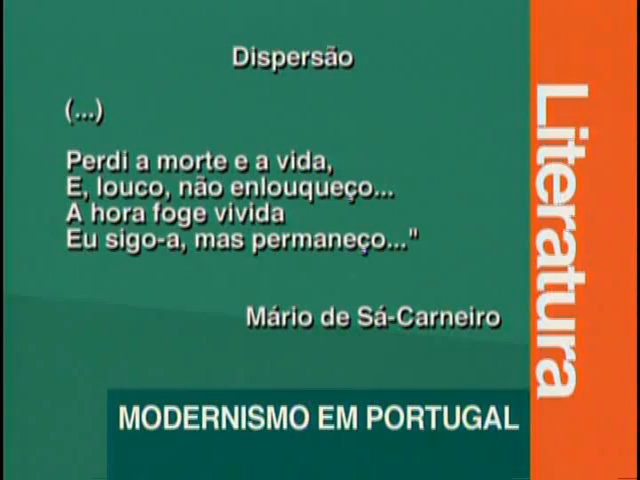 Dispersão
(...)
Perdi a morte e a vida,
E, louco, não enlouqueço...
A hora foge vivida
Eu sigo-a, mas permaneço..."
Mário de Sá-Carneiro
MODERNISMO EM PORTUGAL
Literatura